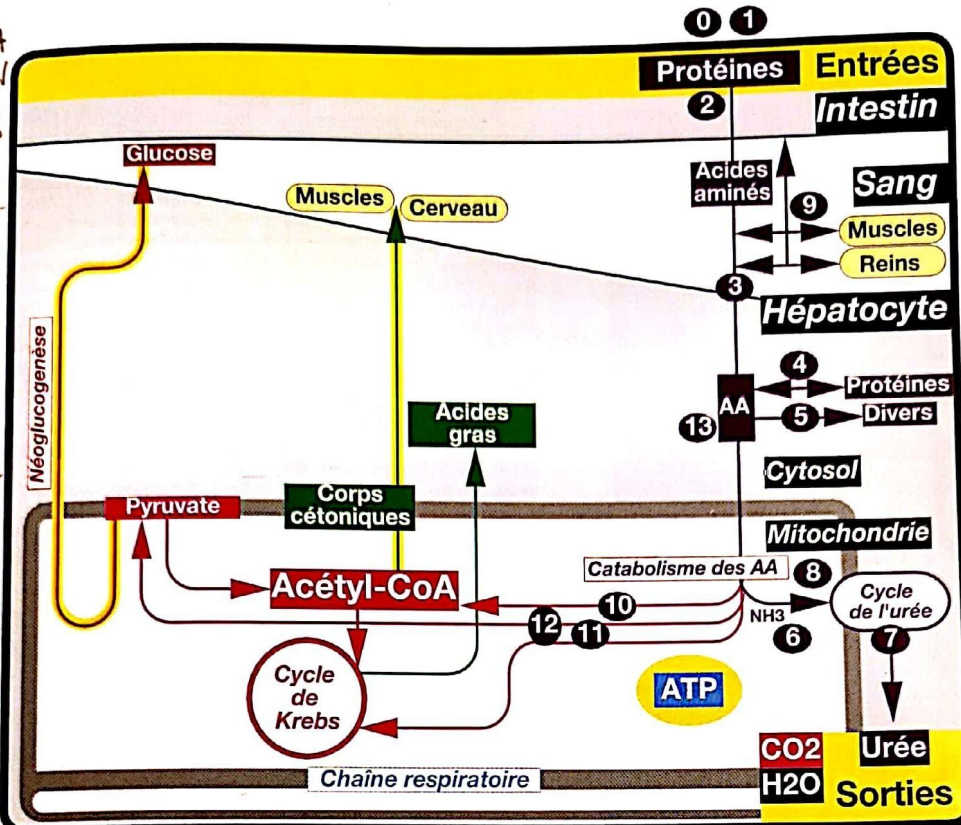 0 1
Protéines
Entrées
2
Intestin
Glucose
Acides
aminés
Sang
Muscles
Cerveau
9
Muscles
Reins
3
Hépatocyte
Néoglucogenèse
4
Protéines
AA
5
Divers
13
Acides
gras
Cytosol
Pyruvate
Corps
cétoniques
Mitochondrie
Catabolisme des AA
8
Acétyl-CoA
10
Cycle
de l'urée
NH3
12
11
6
7
Cycle
de
Krebs
ATP
CO2
Urée
H2O
Sorties
Chaîne respiratoire